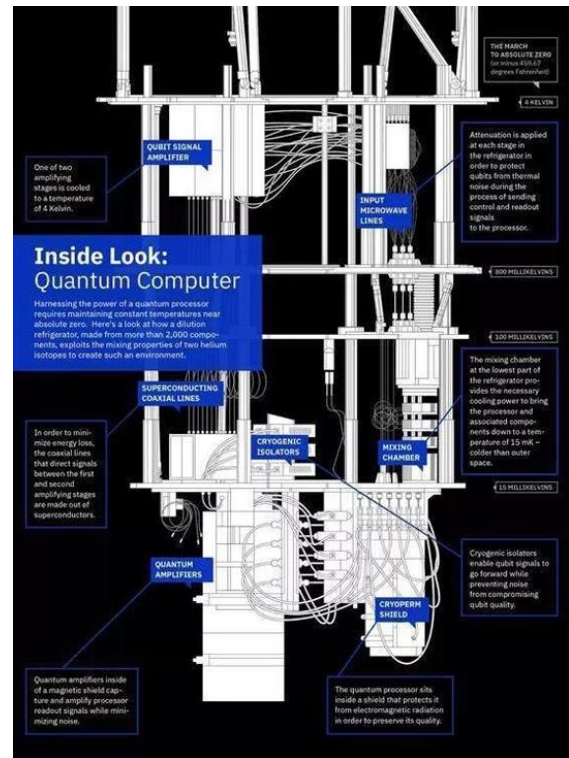 THE MARCH
TO ABSOLUTE ZERO
(or minus 459.67
degrees Fahrenheit)
4 KELVIN
QUBIT SIGNAL
AMPLIFIER
One of two
amplifying
stages is cooled
to a temperature
of 4 Kelvin.
Attenuation is applied
at each stage in
the refrigerator in
order to protect
qubits from thermal
noise during the
process of sending
control and readout
signals
to the processor.
INPUT
MICROWAVE
LINES
Inside Look:
Quantum Computer
Harnessing the power of a quantum processor
requires maintaining constant temperatures near
absolute zero. Here's a look at how a dilution
refrigerator, made from more than 2,000 compo-
nents, exploits the mixing properties of two helium
isotopes to create such an environment.
800 MILLIKELVINS
100 MILLIKELVINS
SUPERCONDUCTING
COAXIAL LINES
In order to mini-
mize energy loss,
the coaxial lines
that direct signals
between the first
and second
amplifying stages
are made out of
superconductors.
CRYOGENIC
ISOLATORS
MIXING
CHAMBER
The mixing chamber
at the lowest part of
the refrigerator pro-
vides the necessary
cooling power to bring
the processor and
associated compo-
nents down to a tem-
perature of 15 mK –
colder than outer
space.
15 MILLIKELVINS
QUANTUM
AMPLIFIERS
Cryogenic isolators
enable qubit signals to
go forward while
preventing noise
from compromising
qubit quality.
CRYOPERM
SHIELD
Quantum amplifiers inside
of a magnetic shield cap-
ture and amplify processor
readout signals while mini-
mizing noise.
The quantum processor sits
inside a shield that protects it
from electromagnetic radiation
in order to preserve its quality.